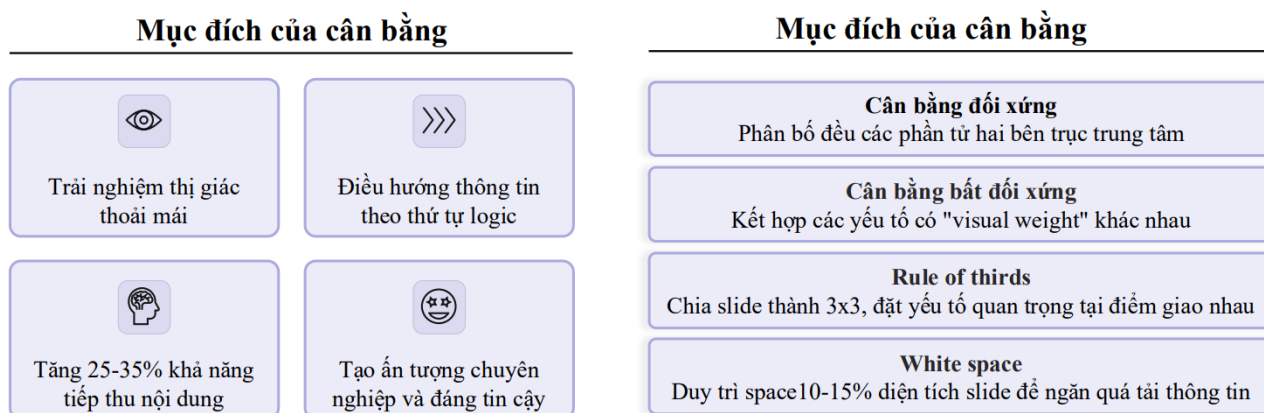 Mục đích của cân bằng
Trải nghiệm thị giác
thoải mái
Điều hướng thông tin
theo thứ tự logic
Tăng 25-35% khả năng
tiếp thu nội dung
Tạo ấn tượng chuyên
nghiệp và đáng tin cậy
Mục đích của cân bằng
Cân bằng đối xứng
Phân bố đều các phần tử hai bên trục trung tâm
Cân bằng bất đối xứng
Kết hợp các yếu tố có "visual weight" khác nhau
Rule of thirds
Chia slide thành 3x3, đặt yếu tố quan trọng tại điểm giao nhau
White space
Duy trì space10-15% diện tích slide để ngăn quá tải thông tin